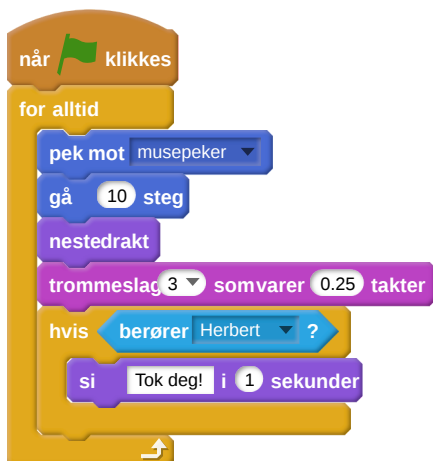 når klikkes
for alltid
pek mot musepeker
gå 10 steg
nestedrakt
trommeslag 3 somvarer 0.25 takter
hvis berører Herbert ?
si Tok deg! i 1 sekunder